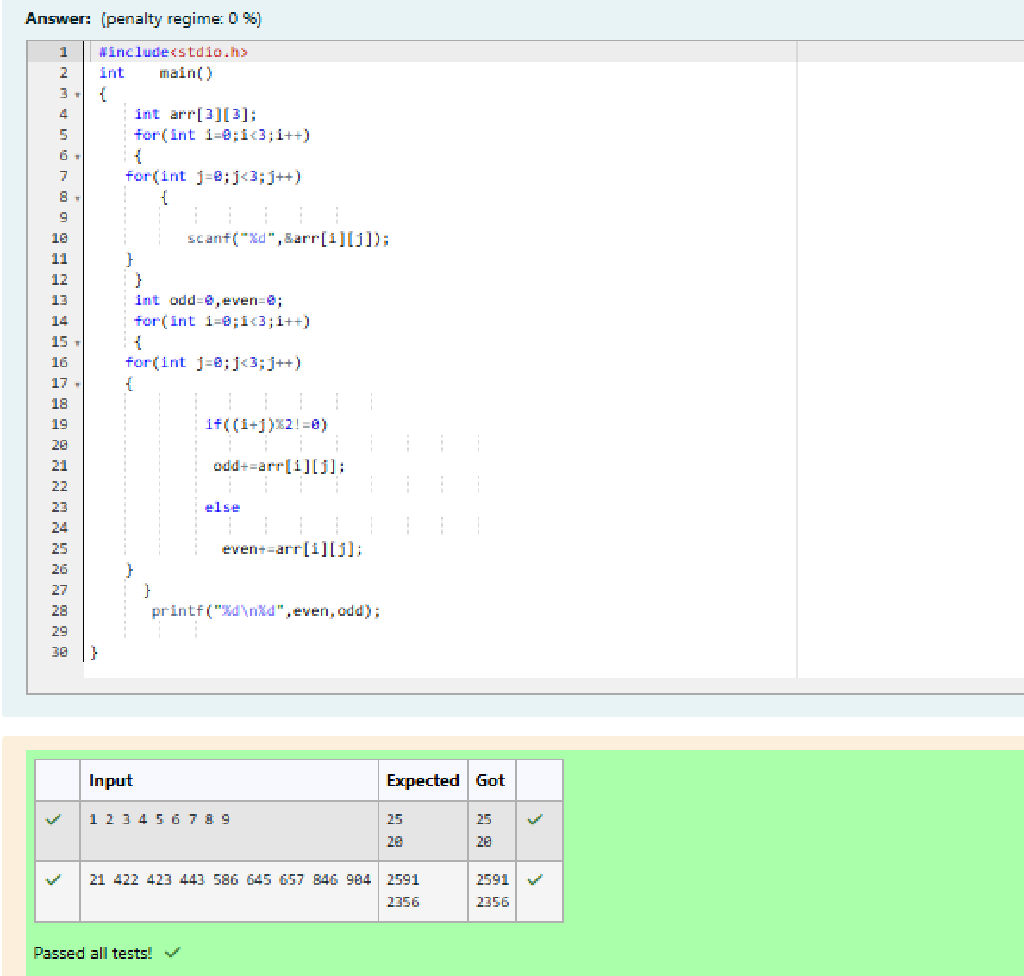 Answer: (penalty regime: 0 %)
1 #include<stdio.h>
2 int    main()
3 {
4 int arr[3][3];
5 for(int i=0;i<3;i++)
6 {
7 for(int j=0;j<3;j++)
8 {
9
10 scanf("%d",&arr[i][j]);
11 }
12 }
13 int odd=0,even=0;
14 for(int i=0;i<3;i++)
15 {
16 for(int j=0;j<3;j++)
17 {
18
19 if((i+j)%2!=0)
20
21 odd+=arr[i][j];
22
23 else
24
25 even+=arr[i][j];
26 }
27 }
28 printf("%d\n%d",even,odd);
29
30 }
Input Expected Got
1 2 3 4 5 6 7 8 9 25 25
20 20
21 422 423 443 586 645 657 846 904 2591 2591
2356 2356
Passed all tests!